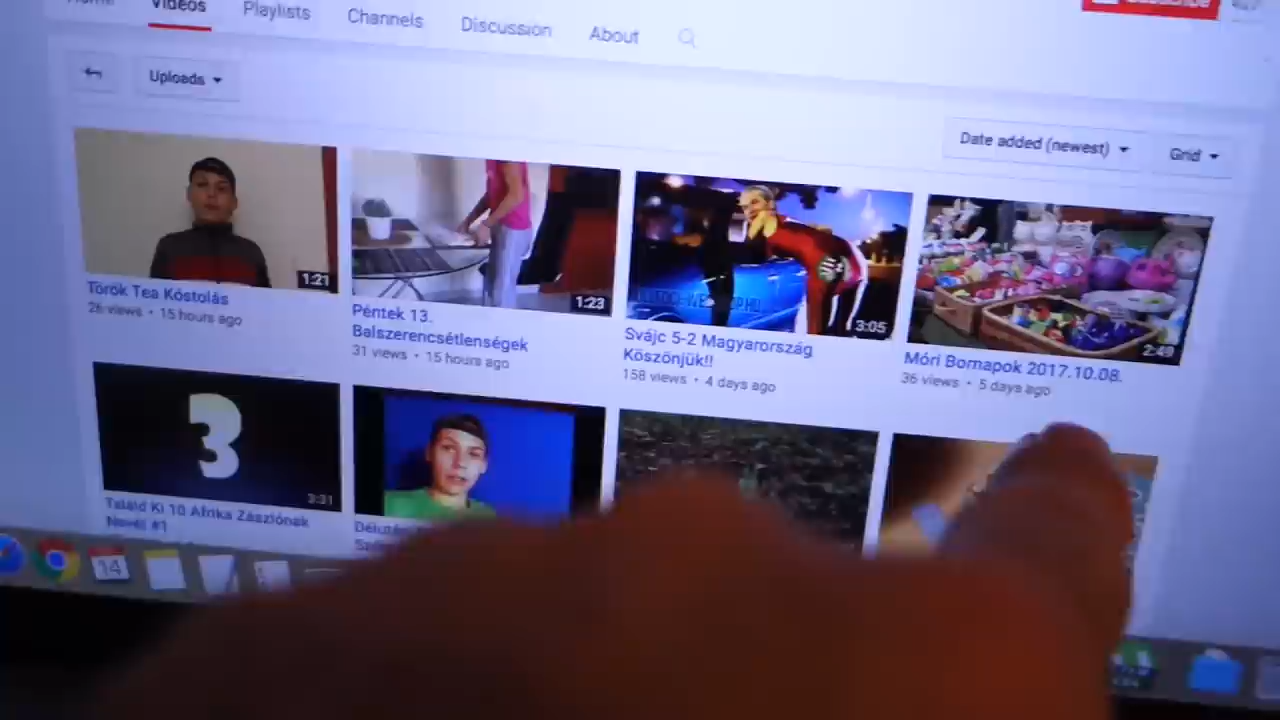 Home
Videos
Playlists
Channels
Discussion
About
Subscribe
Uploads
Date added (newest)
Grid
1:21
1:23
3:05
2:49
Török Tea Kóstolás
26 views • 15 hours ago
Péntek 13.
Balszerencsétlenségek
31 views • 15 hours ago
Svájc 5-2 Magyarország
Köszönjük!!
158 views • 4 days ago
Móri Bornapok 2017.10.08.
36 views • 5 days ago
3
3:31
Találd Ki 10 Afrika Zászlónak
Nevét #1
14